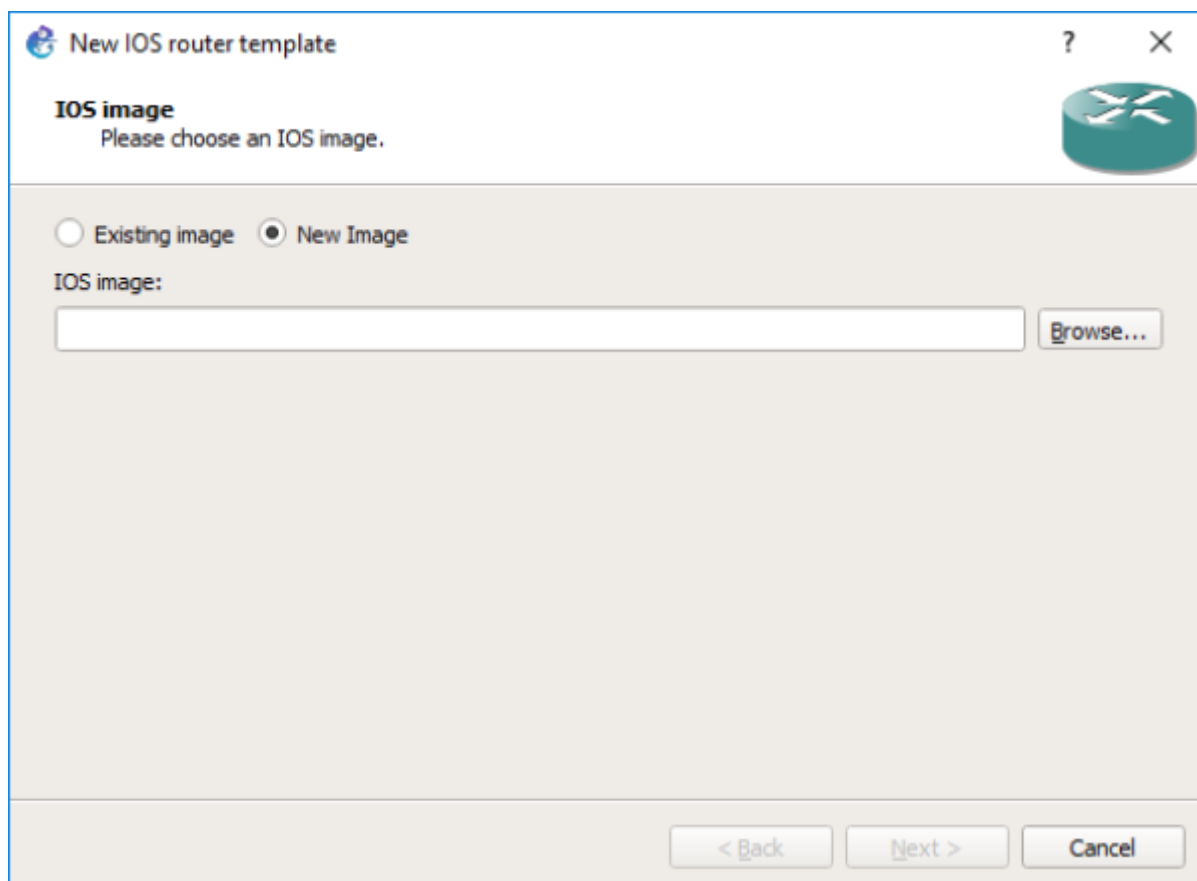 New IOS router template ?
IOS image
Please choose an IOS image.
Existing image New Image
IOS image:
Browse...
< Back Next > Cancel